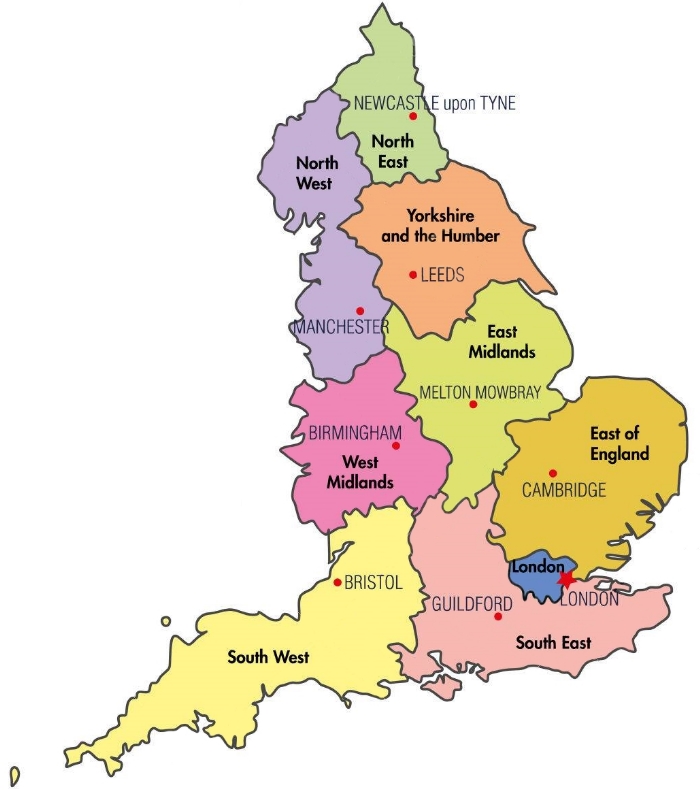 NEWCASTLE upon TYNE
North
East
North
West
Yorkshire
and the Humber
LEEDS
MANCHESTER
East
Midlands
MELTON MOWBRAY
BIRMINGHAM
West
Midlands
East of
England
CAMBRIDGE
London
LONDON
BRISTOL
GUILDFORD
South East
South West